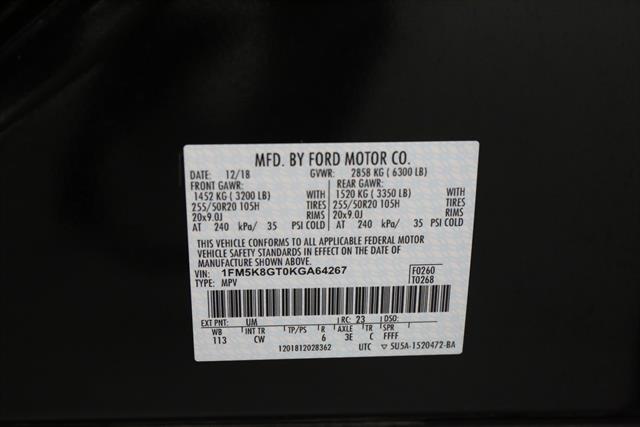 MFD. BY FORD MOTOR CO.
DATE: 12/18 GVWR: 2858 KG ( 6300 LB)
FRONT GAWR: REAR GAWR:
1452 KG ( 3200 LB) WITH 1520 KG ( 3350 LB) WITH
255/50R20 105H TIRES 255/50R20 105H TIRES
20x9.0J RIMS 20x9.0J RIMS
AT 240 kPa/ 35 PSI COLD AT 240 kPa/ 35 PSI COLD
THIS VEHICLE CONFORMS TO ALL APPLICABLE FEDERAL MOTOR
VEHICLE SAFETY STANDARDS IN EFFECT ON THE DATE OF
MANUFACTURE SHOWN ABOVE.
VIN: 1FM5K8GT0KGA64267 F0260
TYPE: MPV T0268
EXT PNT: UM RC: 23 DSO:
WB INT TR TP/PS R AXLE TR SPR
113 CW 6 3E C FFFF
1201812028362 UTC ▽ 5U5A-1520472-BA